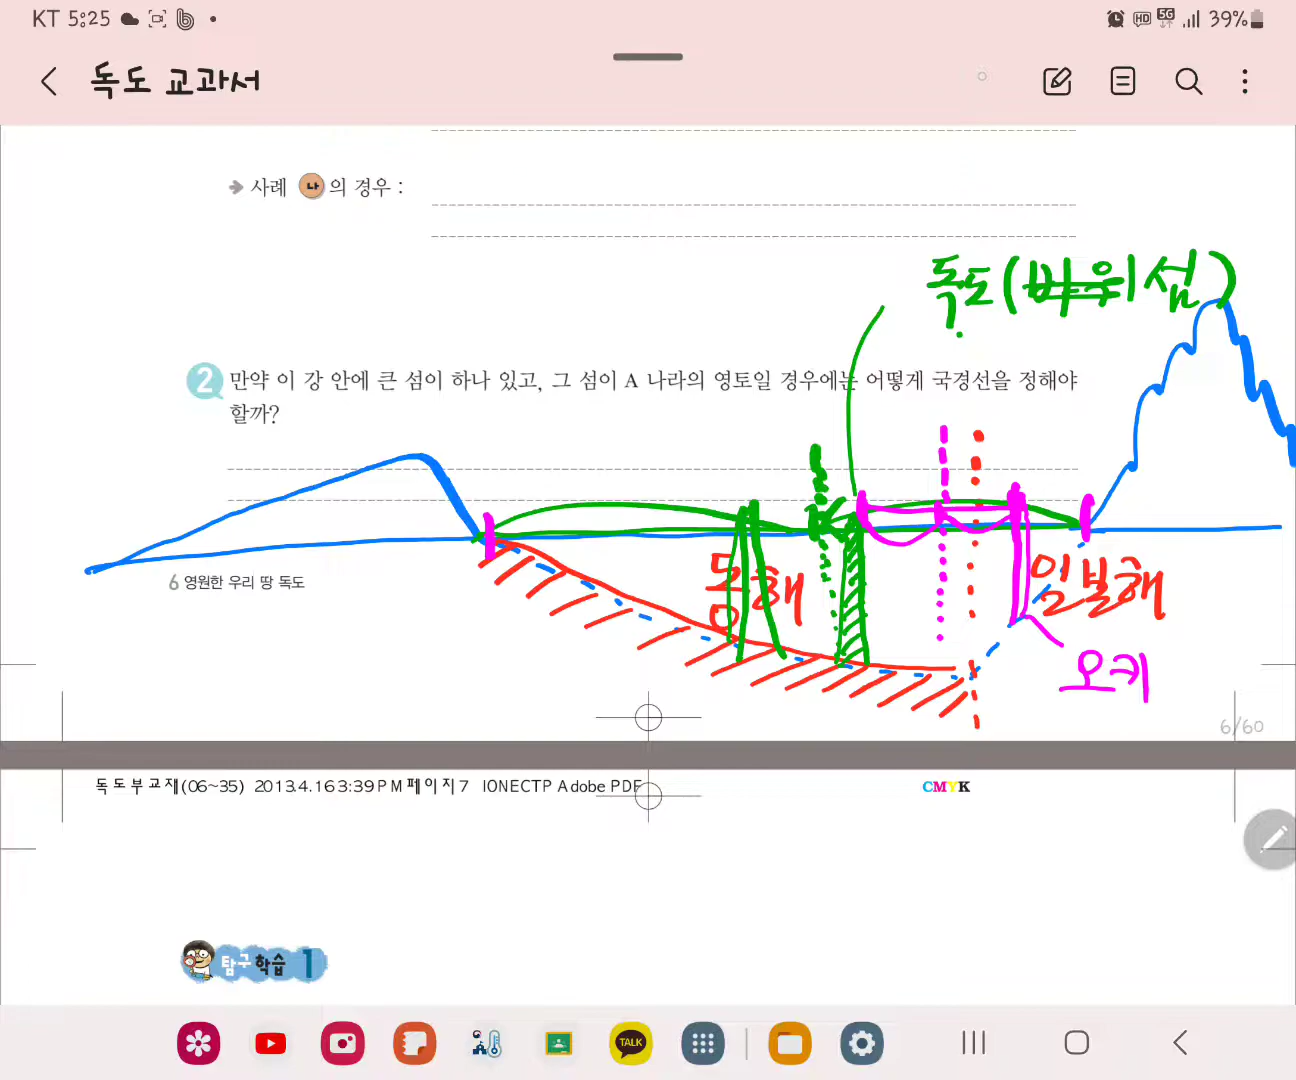 KT 5:25
39%
독도 교과서
사례 나 의 경우 :
독도(바위섬)
2 만약 이 강 안에 큰 섬이 하나 있고, 그 섬이 A 나라의 영토일 경우에는 어떻게 국경선을 정해야
할까?
동해
일본해
오키
6 영원한 우리 땅 독도
6/60
독도부교재(06~35) 2013.4.16 3:39 PM 페이지7 IONECTP Adobe PDF
CMYK
탐구학습 1
TALK